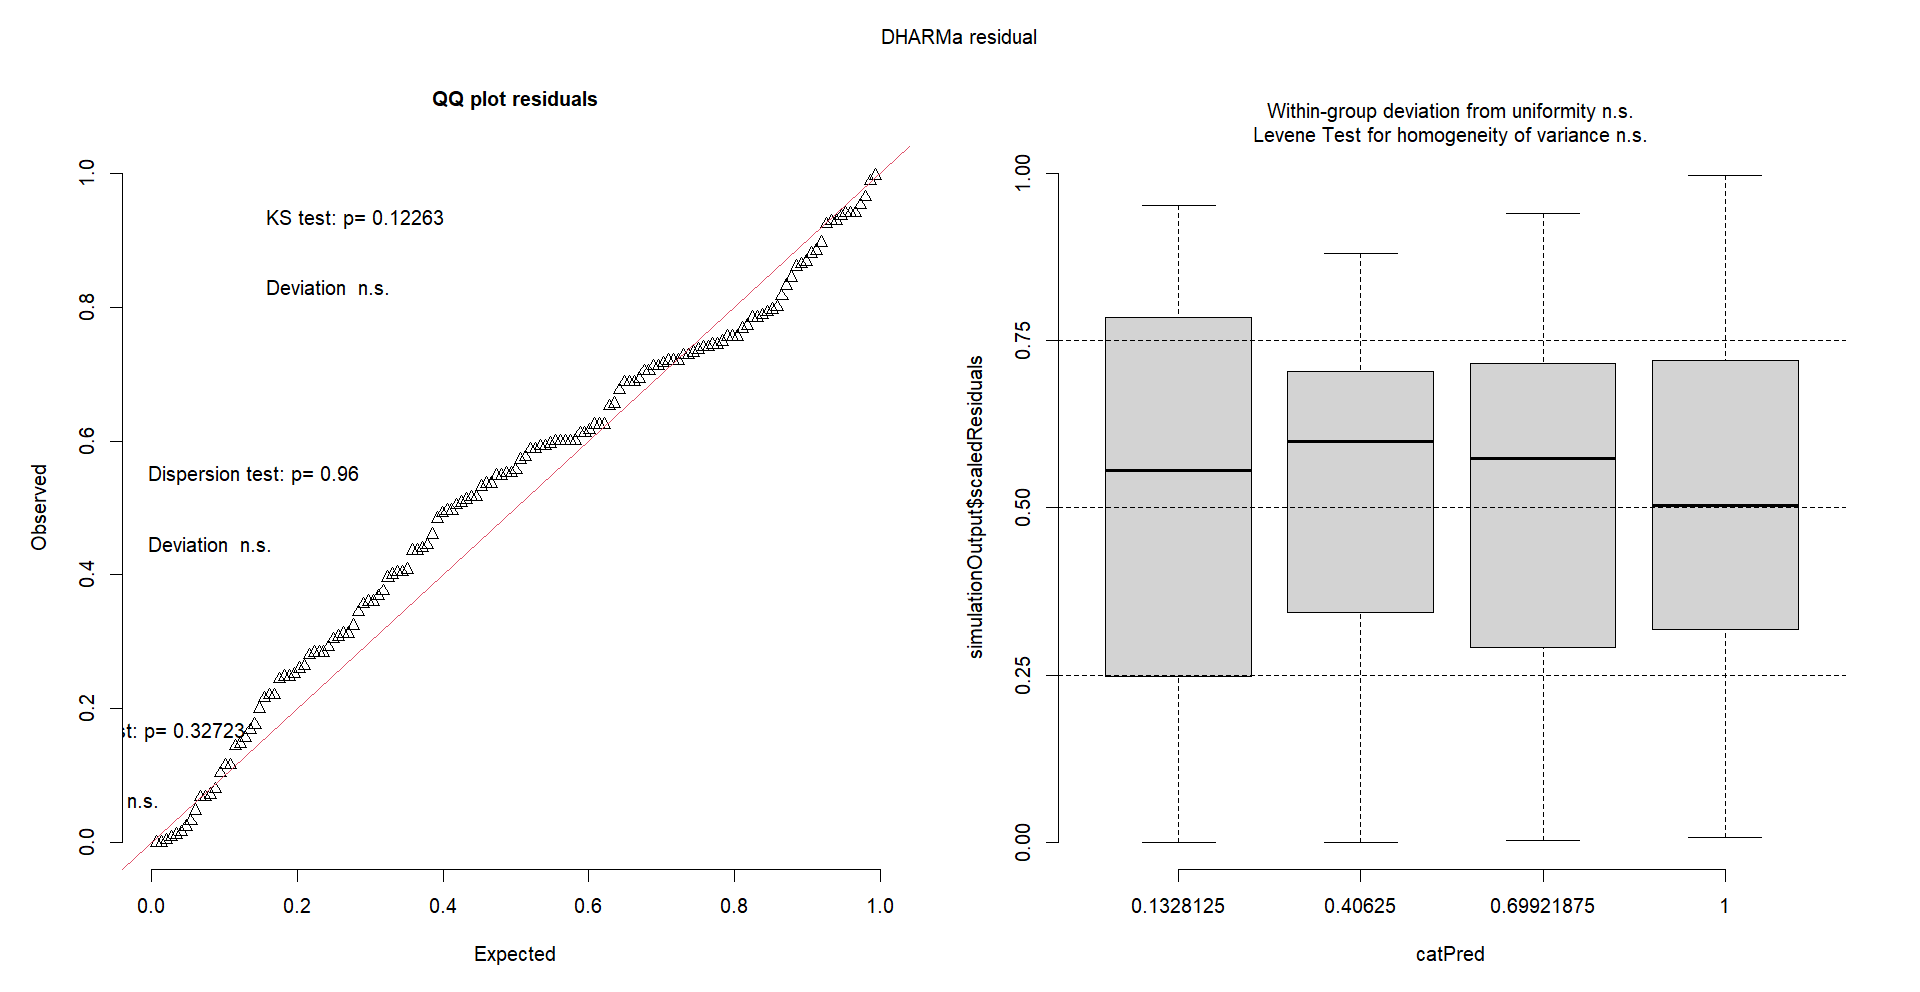 DHARMa residual
QQ plot residuals
KS test: p= 0.12263
Deviation  n.s.
Dispersion test: p= 0.96
Deviation  n.s.
p= 0.32723
n.s.
Observed
0.0 0.2 0.4 0.6 0.8 1.0
0.0 0.2 0.4 0.6 0.8 1.0
Expected
Within-group deviation from uniformity n.s.
Levene Test for homogeneity of variance n.s.
simulationOutput$scaledResiduals
0.00 0.25 0.50 0.75 1.00
0.1328125 0.40625 0.69921875 1
catPred